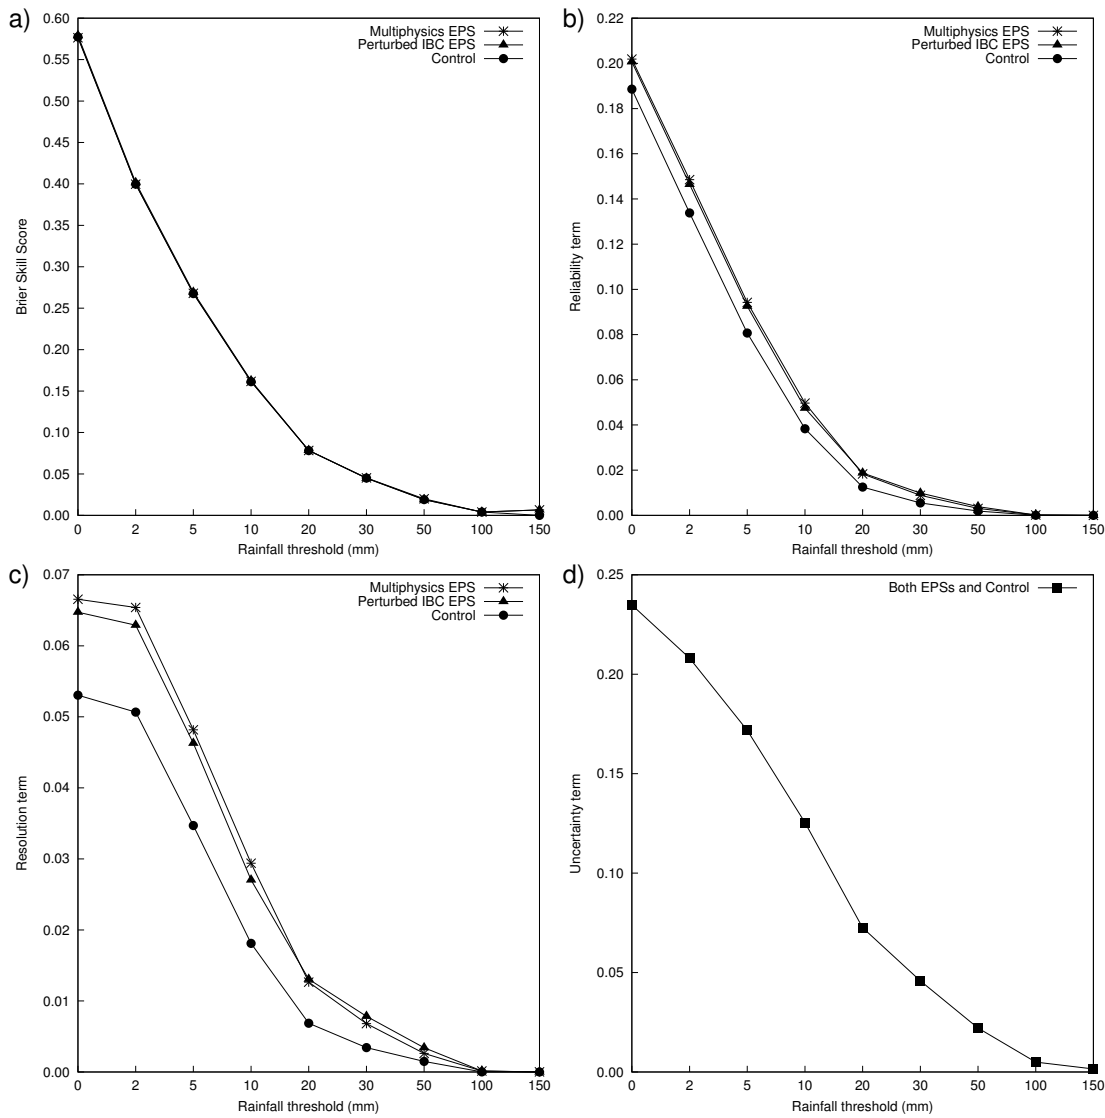 a)
Brier Skill Score
0.60
0.55
0.50
0.45
0.40
0.35
0.30
0.25
0.20
0.15
0.10
0.05
0.00
Multiphysics EPS
Perturbed IBC EPS
Control
0 2 5 10 20 30 50 100 150
Rainfall threshold (mm)
b)
Reliability term
0.22
0.20
0.18
0.16
0.14
0.12
0.10
0.08
0.06
0.04
0.02
0.00
Multiphysics EPS
Perturbed IBC EPS
Control
0 2 5 10 20 30 50 100 150
Rainfall threshold (mm)
c)
Resolution term
0.07
0.06
0.05
0.04
0.03
0.02
0.01
0.00
Multiphysics EPS
Perturbed IBC EPS
Control
0 2 5 10 20 30 50 100 150
Rainfall threshold (mm)
d)
Uncertainty term
0.25
0.20
0.15
0.10
0.05
0.00
Both EPSs and Control
0 2 5 10 20 30 50 100 150
Rainfall threshold (mm)